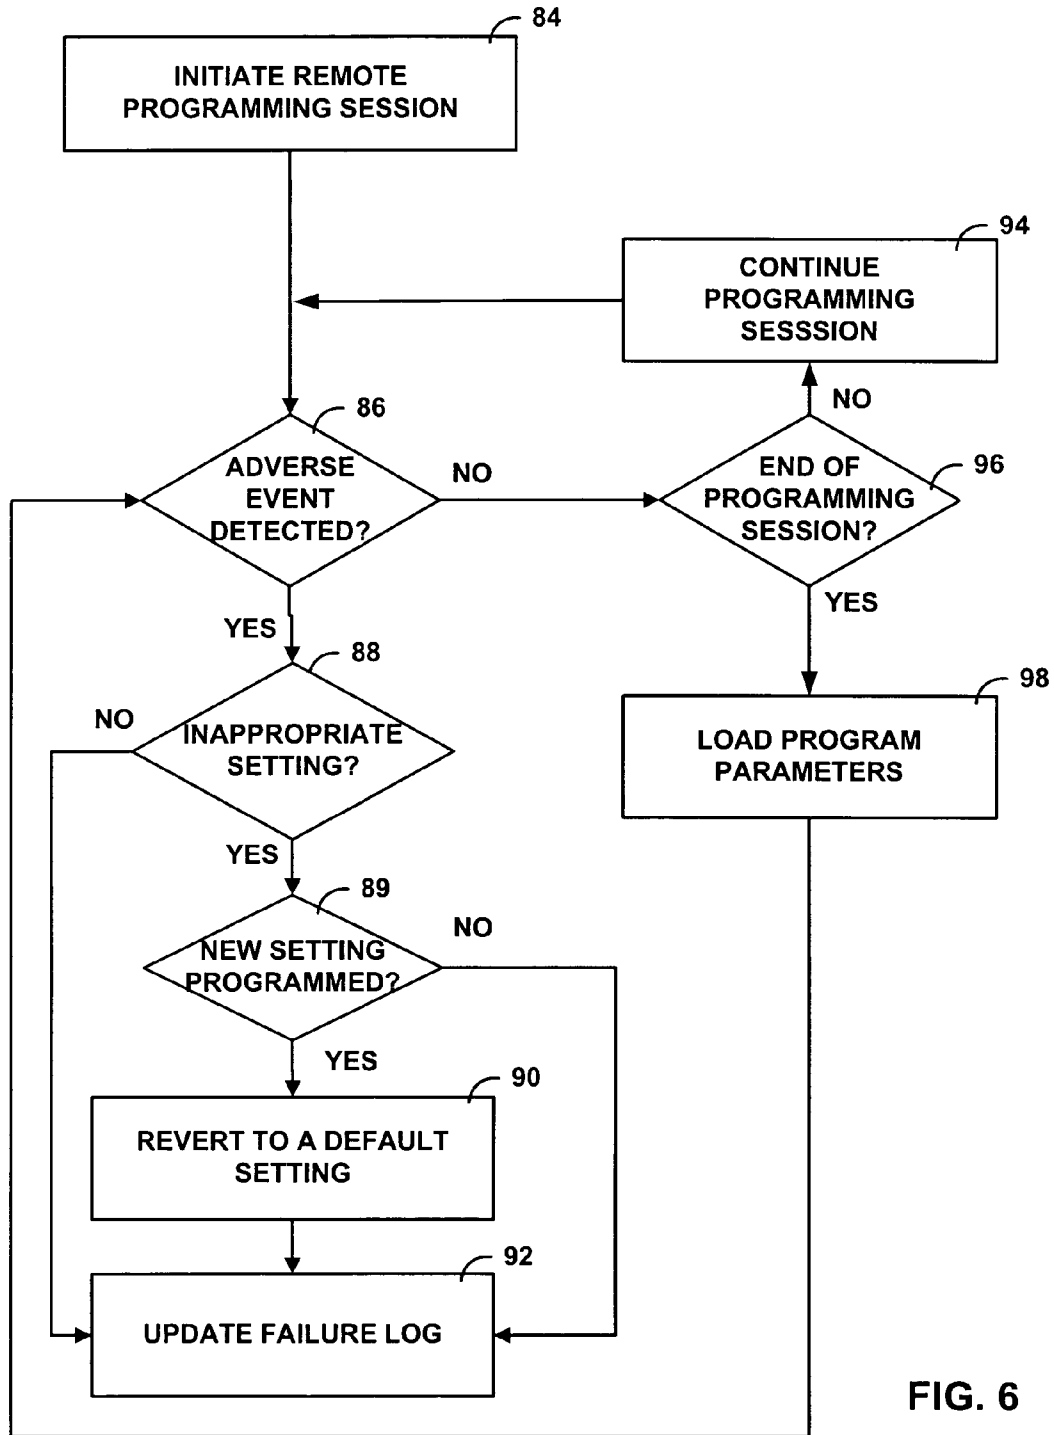 84
INITIATE REMOTE
PROGRAMMING SESSION
94
CONTINUE
PROGRAMMING
SESSSION
NO
86
ADVERSE
EVENT
DETECTED?
NO
96
END OF
PROGRAMMING
SESSION?
YES
YES
88
INAPPROPRIATE
SETTING?
NO
98
LOAD PROGRAM
PARAMETERS
YES
89
NEW SETTING
PROGRAMMED?
NO
YES
90
REVERT TO A DEFAULT
SETTING
92
UPDATE FAILURE LOG
FIG. 6